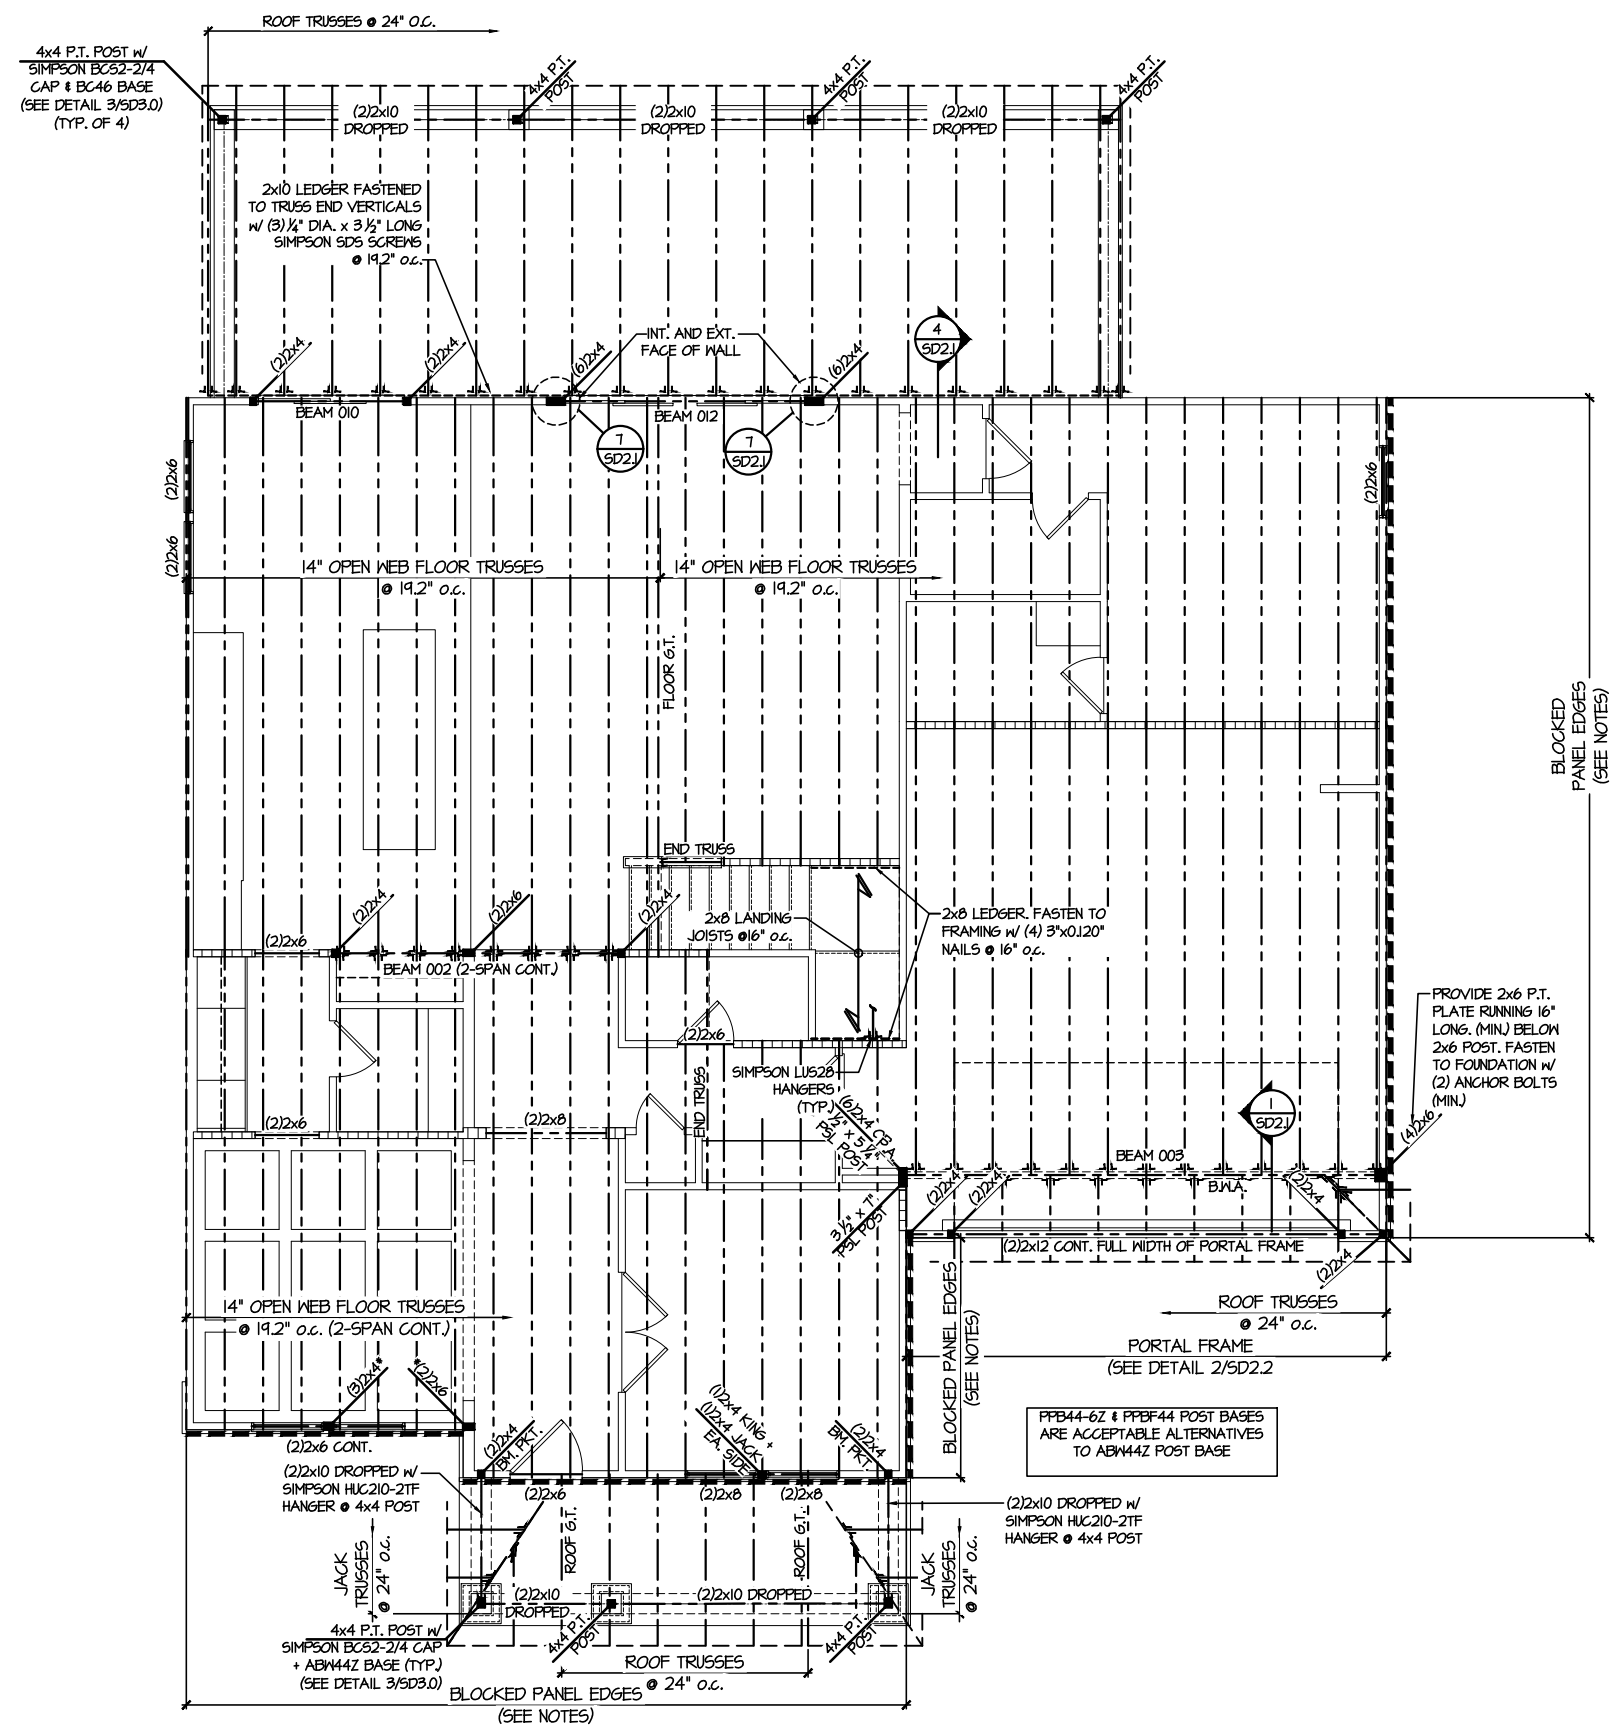 ROOF TRUSSES @ 24" O.C.
4x4 P.T. POST w/
SIMPSON BCS2-2/4
CAP & BC46 BASE
(SEE DETAIL 3/SD3.0)
(TYP. OF 4)
4x4 P.T.
POST
4x4 P.T.
POST
4x4 P.T.
POST
(2)2x10
DROPPED
(2)2x10
DROPPED
(2)2x10
DROPPED
2x10 LEDGER FASTENED
TO TRUSS END VERTICALS
w/ (3) 1/4" DIA. x 3 1/2" LONG
SIMPSON SDS SCREWS
@ 19.2" o.c.
INT. AND EXT.
FACE OF WALL
4
SD2.1
(2)2x4
(2)2x4
(6)2x4
(6)2x4
BEAM 010
BEAM 012
7
SD2.1
7
SD2.1
(2)2x6
(2)2x6
(2)2x6
14" OPEN WEB FLOOR TRUSSES
@ 19.2" o.c.
14" OPEN WEB FLOOR TRUSSES
@ 19.2" o.c.
FLOOR G.T.
BLOCKED
PANEL EDGES
(SEE NOTES)
END TRUSS
(2)2x4
(2)2x6
(2)2x4
(2)2x6
BEAM 002 (2-SPAN CONT.)
2x8 LANDING
JOISTS @16" o.c.
2x8 LEDGER. FASTEN TO
FRAMING w/ (4) 3"x0.120"
NAILS @ 16" o.c.
PROVIDE 2x6 P.T.
PLATE RUNNING 16"
LONG. (MIN.) BELOW
2x6 POST. FASTEN
TO FOUNDATION w/
(2) ANCHOR BOLTS
(MIN.)
(2)2x6
SIMPSON LUS28
HANGERS
(TYP.)
END TRUSS
(6)2x4 CP.A.
1/2" x 5 1/4"
PSL POST
(2)2x6
(2)2x8
1
SD2.1
(4)2x6
BEAM 003
B.W.A.
3 1/2" x 7"
PSL POST
(2)2x4
(2)2x4
(2)2x4
(2)2x12 CONT. FULL WIDTH OF PORTAL FRAME
(2)2x4
BLOCKED PANEL EDGES
(SEE NOTES)
ROOF TRUSSES
@ 24" o.c.
PORTAL FRAME
(SEE DETAIL 2/SD2.2
14" OPEN WEB FLOOR TRUSSES
@ 19.2" o.c. (2-SPAN CONT.)
(3)2x4*
*(2)2x6
(2)2x6 CONT.
(2)2x4
BM. PKT.
(1)2x4 KING +
(1)2x4 JACK
EA. SIDE
(2)2x4
BM. PKT.
PPB44-6Z & PPBF44 POST BASES
ARE ACCEPTABLE ALTERNATIVES
TO ABW44Z POST BASE
(2)2x10 DROPPED w/
SIMPSON HUC210-2TF
HANGER @ 4x4 POST
(2)2x6
(2)2x8
(2)2x8
(2)2x10 DROPPED w/
SIMPSON HUC210-2TF
HANGER @ 4x4 POST
ROOF G.T.
ROOF G.T.
JACK
TRUSSES
@ 24" o.c.
JACK
TRUSSES
@ 24" o.c.
(2)2x10
DROPPED
(2)2x10 DROPPED
4x4 P.T. POST w/
SIMPSON BCS2-2/4 CAP
+ ABW44Z BASE (TYP.)
(SEE DETAIL 3/SD3.0)
4x4 P.T.
POST
4x4 P.T.
POST
ROOF TRUSSES
@ 24" o.c.
BLOCKED PANEL EDGES
(SEE NOTES)